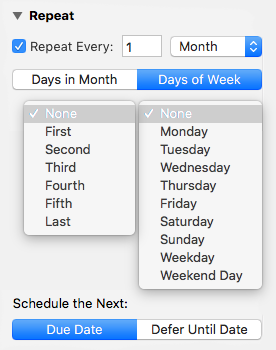 Repeat
Repeat Every: 1 Month
Days in Month Days of Week
None
First
Second
Third
Fourth
Fifth
Last
None
Monday
Tuesday
Wednesday
Thursday
Friday
Saturday
Sunday
Weekday
Weekend Day
Schedule the Next:
Due Date Defer Until Date